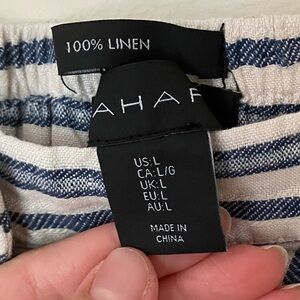 100% LINEN
AHAR
US:L
CA:L/G
UK:L
EU:L
AU:L
MADE IN
CHINA